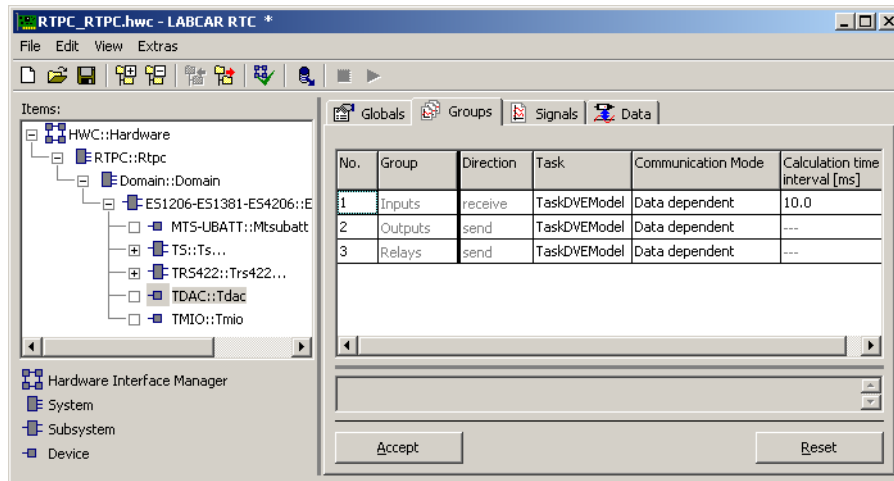 RTPC_RTPC.hwc - LABCAR RTC *
File Edit View Extras
Items:
HWC::Hardware
RTPC::Rtpc
Domain::Domain
ES1206-ES1381-ES4206::E
MTS-UBATT::Mtsubatt
TS::Ts...
TRS422::Trs422...
TDAC::Tdac
TMIO::Tmio
Hardware Interface Manager
System
Subsystem
Device
Globals Groups Signals Data
No. Group Direction Task Communication Mode Calculation time
interval [ms]
1 Inputs receive TaskDVEModel Data dependent 10.0
2 Outputs send TaskDVEModel Data dependent ---
3 Relays send TaskDVEModel Data dependent ---
Accept Reset